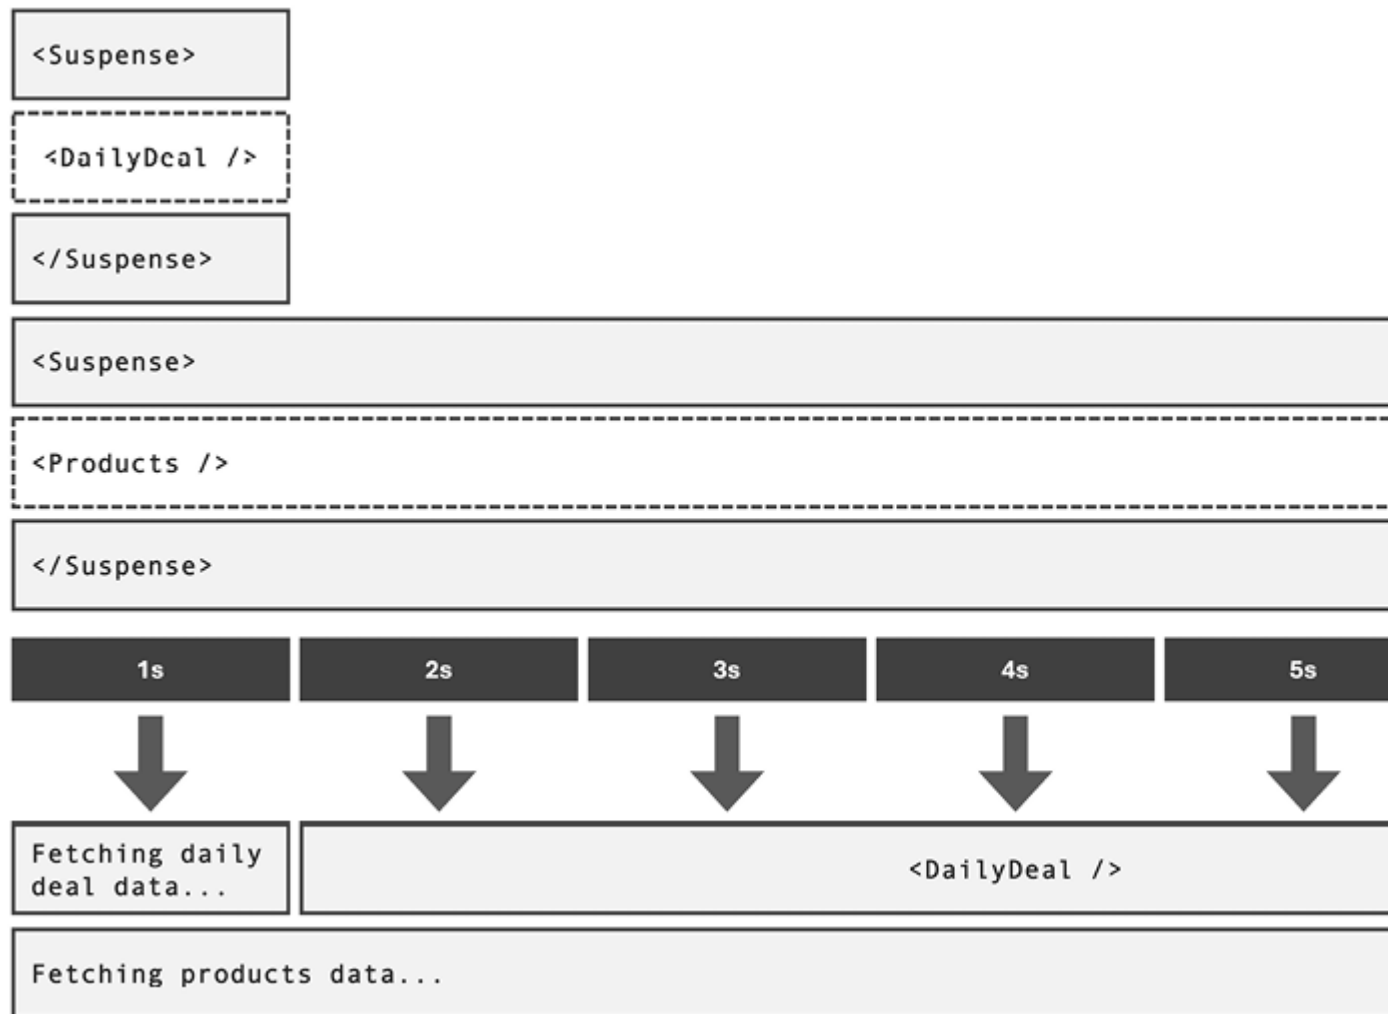 <Suspense>
<DailyDeal />
</Suspense>
<Suspense>
<Products />
</Suspense>
1s 2s 3s 4s 5s
Fetching daily
deal data...
<DailyDeal />
Fetching products data...